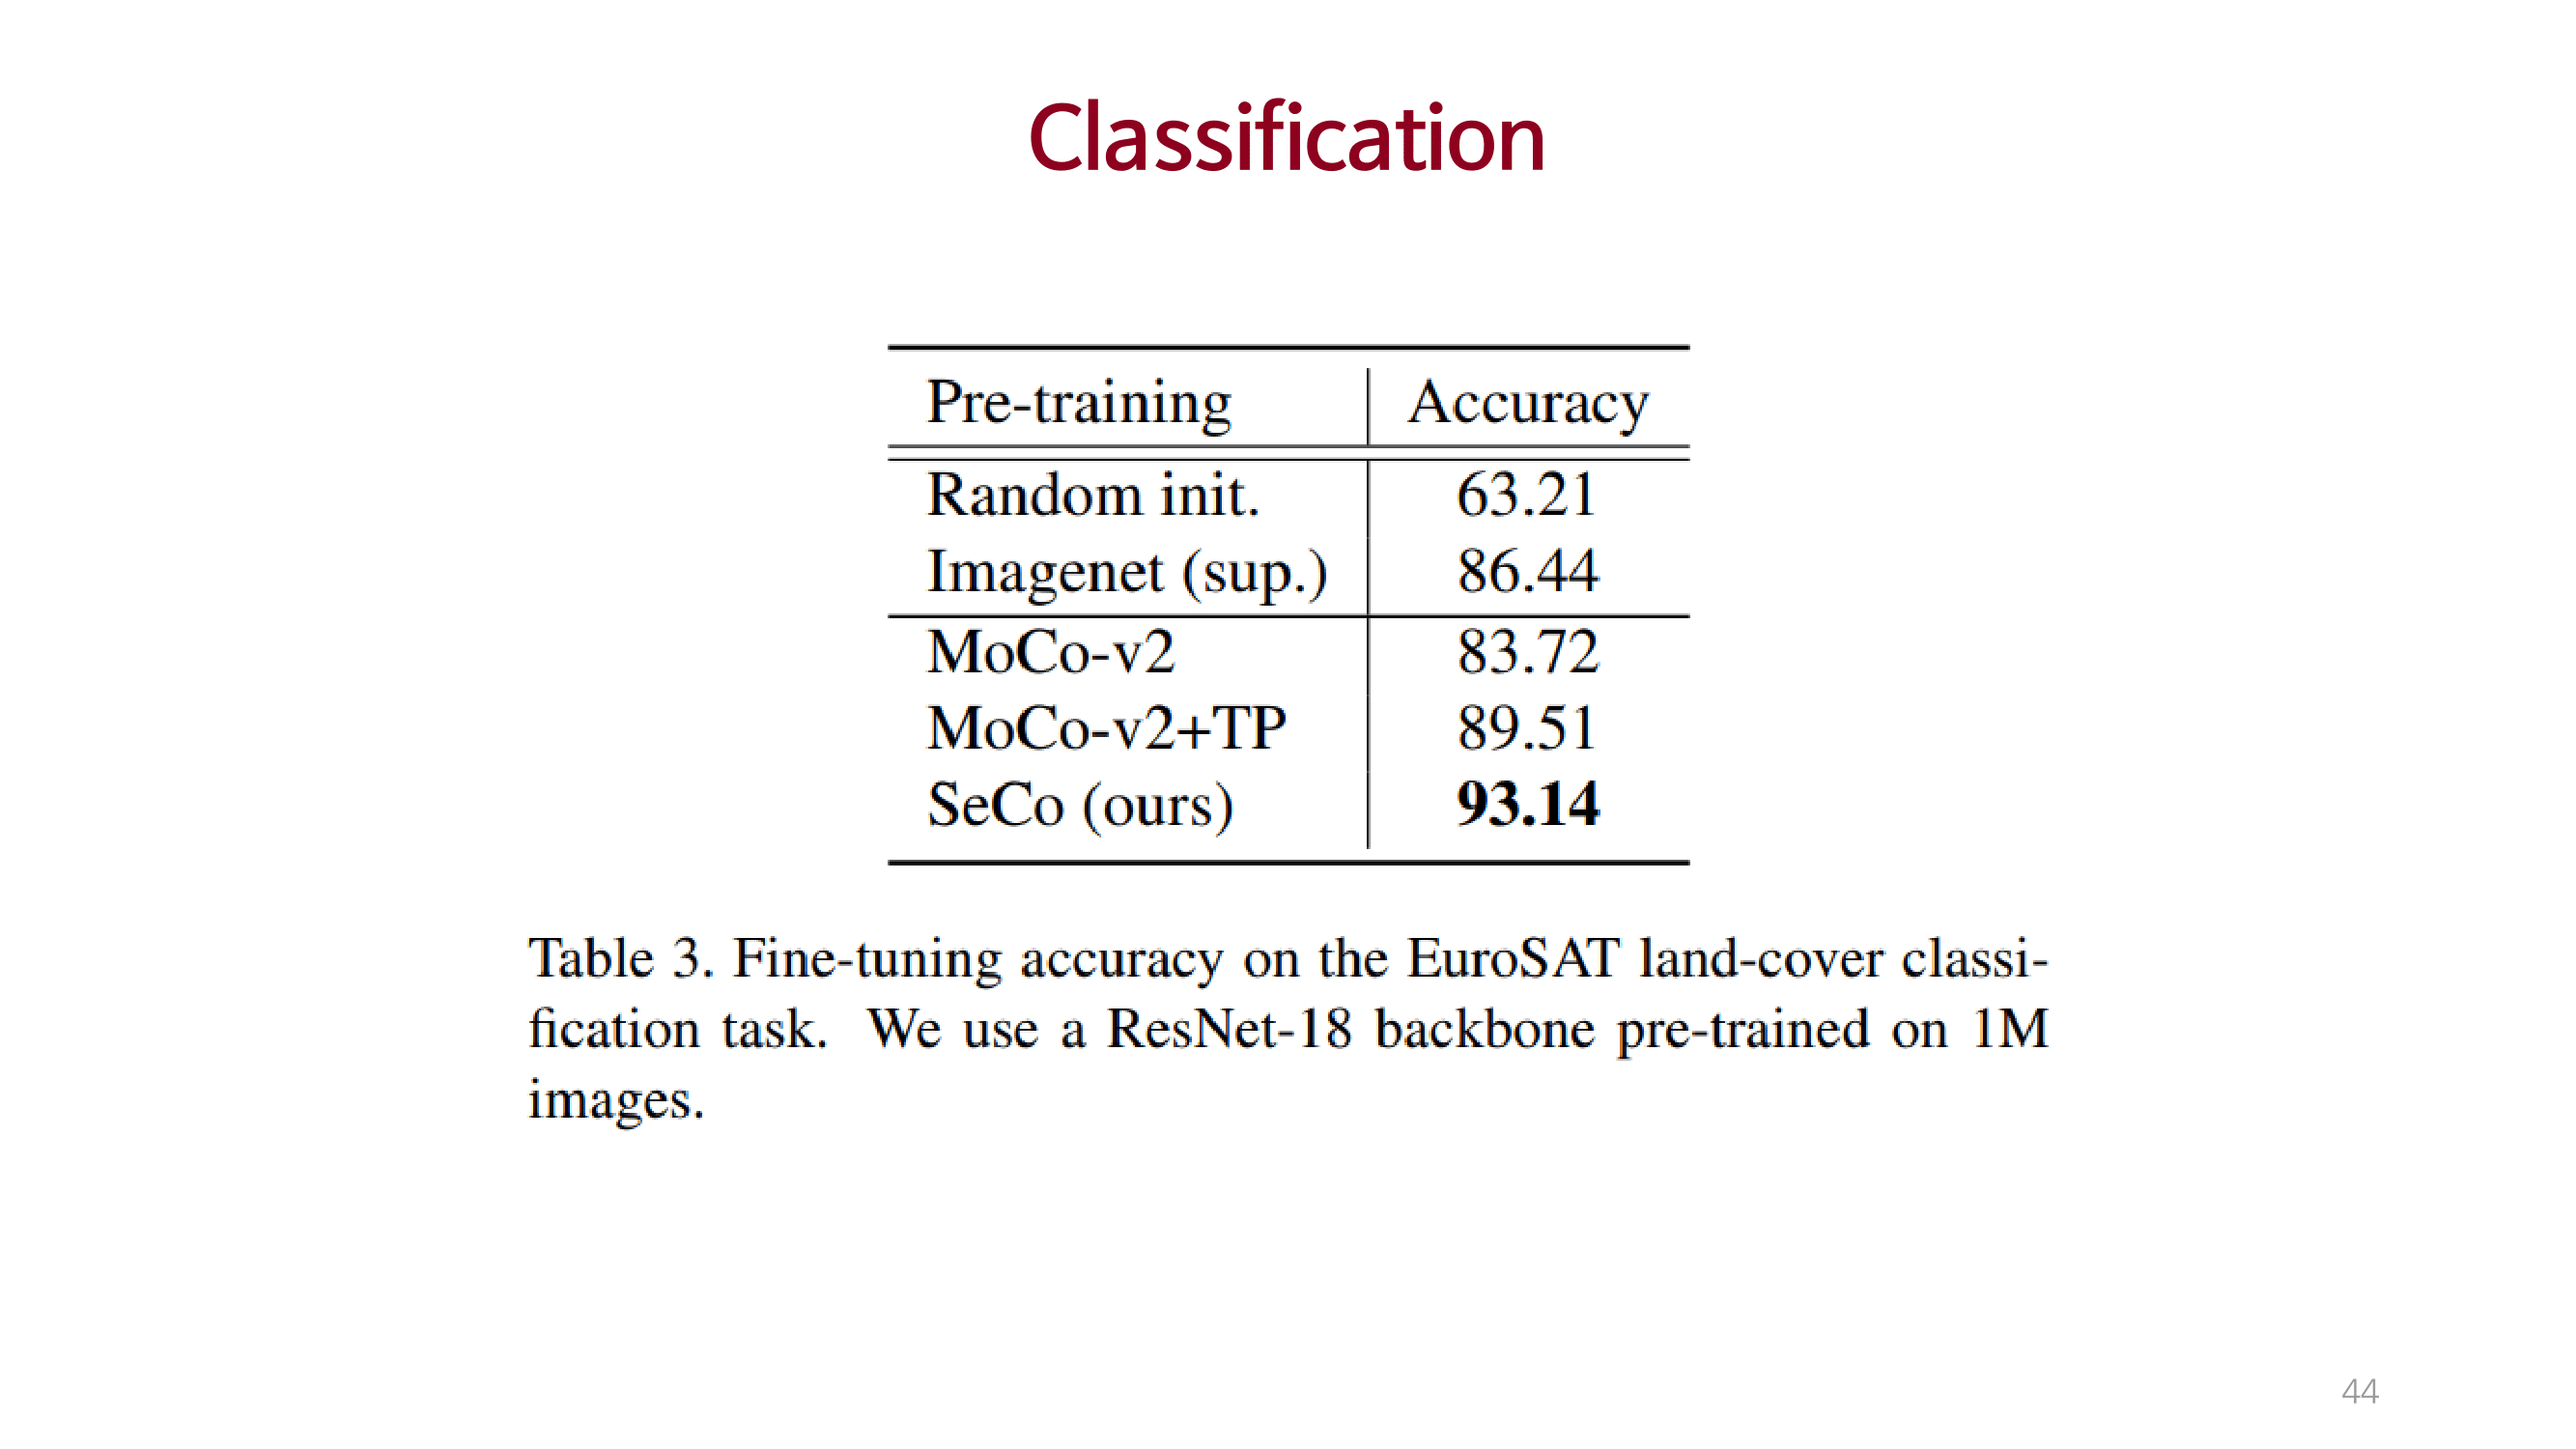 Classification
Pre-training Accuracy
Random init. 63.21
Imagenet (sup.) 86.44
MoCo-v2 83.72
MoCo-v2+TP 89.51
SeCo (ours) 93.14
Table 3. Fine-tuning accuracy on the EuroSAT land-cover classi-
fication task. We use a ResNet-18 backbone pre-trained on 1M
images.
44